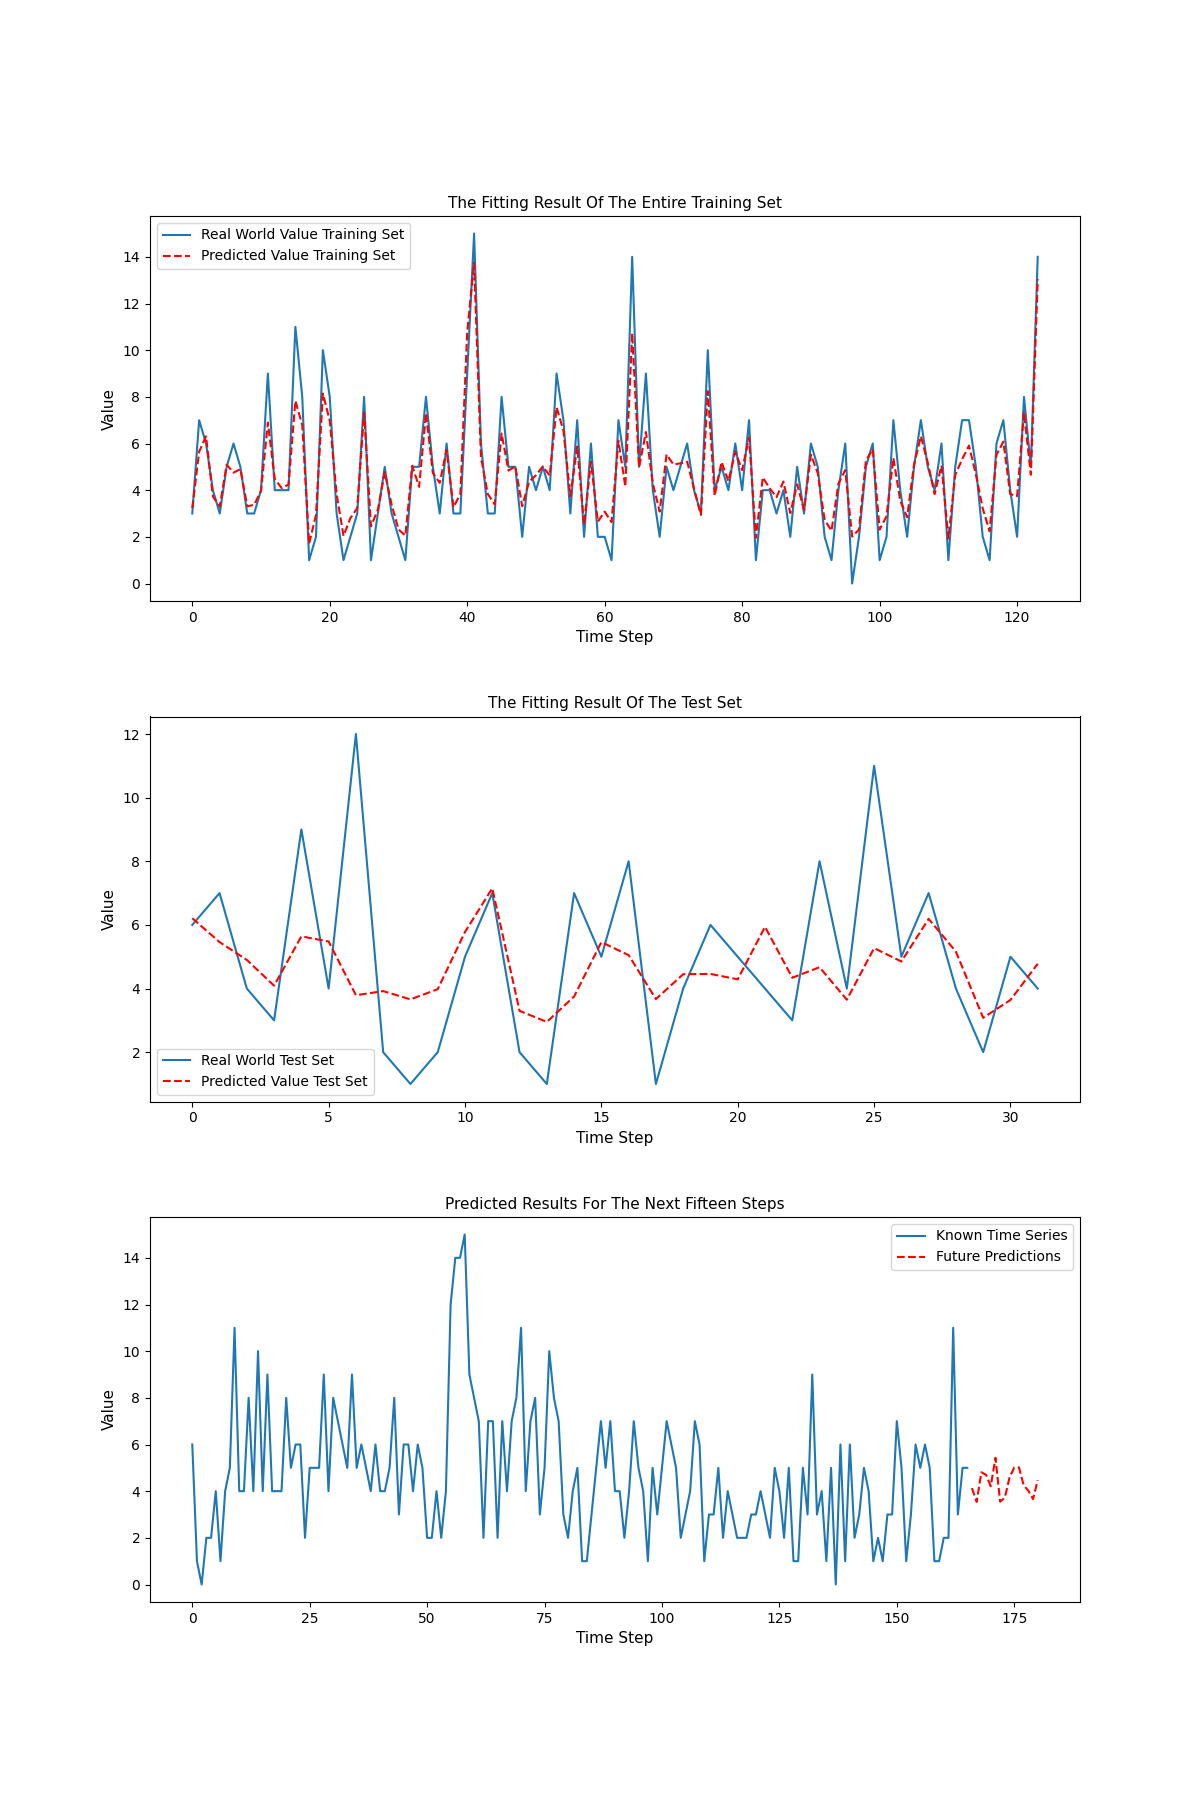 The Fitting Result Of The Entire Training Set
Real World Value Training Set
Predicted Value Training Set
Value
14
12
10
8
6
4
2
0
0 20 40 60 80 100 120
Time Step
The Fitting Result Of The Test Set
Value
12
10
8
6
4
2
Real World Test Set
Predicted Value Test Set
0 5 10 15 20 25 30
Time Step
Predicted Results For The Next Fifteen Steps
Known Time Series
Future Predictions
Value
14
12
10
8
6
4
2
0
0 25 50 75 100 125 150 175
Time Step